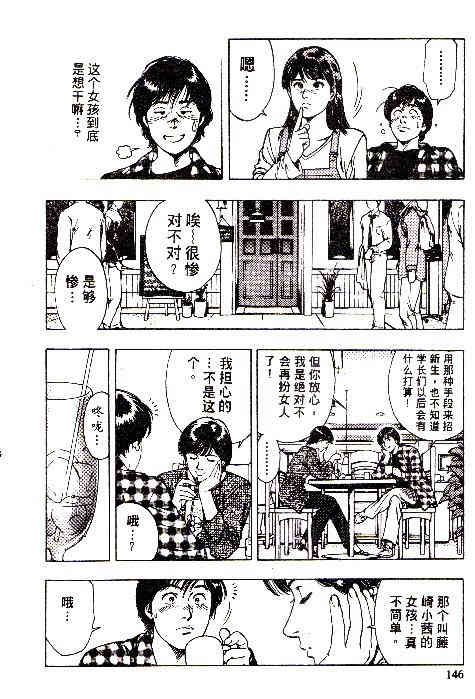 ……
嗯
……
这个女孩到底
是想干嘛…？
唉～很惨
对不对？
是够
惨…
用那种手段来招
新生，也不知道
学长们以后会有
什么打算！
但你放心，
我是绝对不
会再扮女人
了！
我担心的
…不是这
个。
哦
…？
咚咙…
那个叫藤
崎小茜的
女孩…真
不简单。
哦…
146